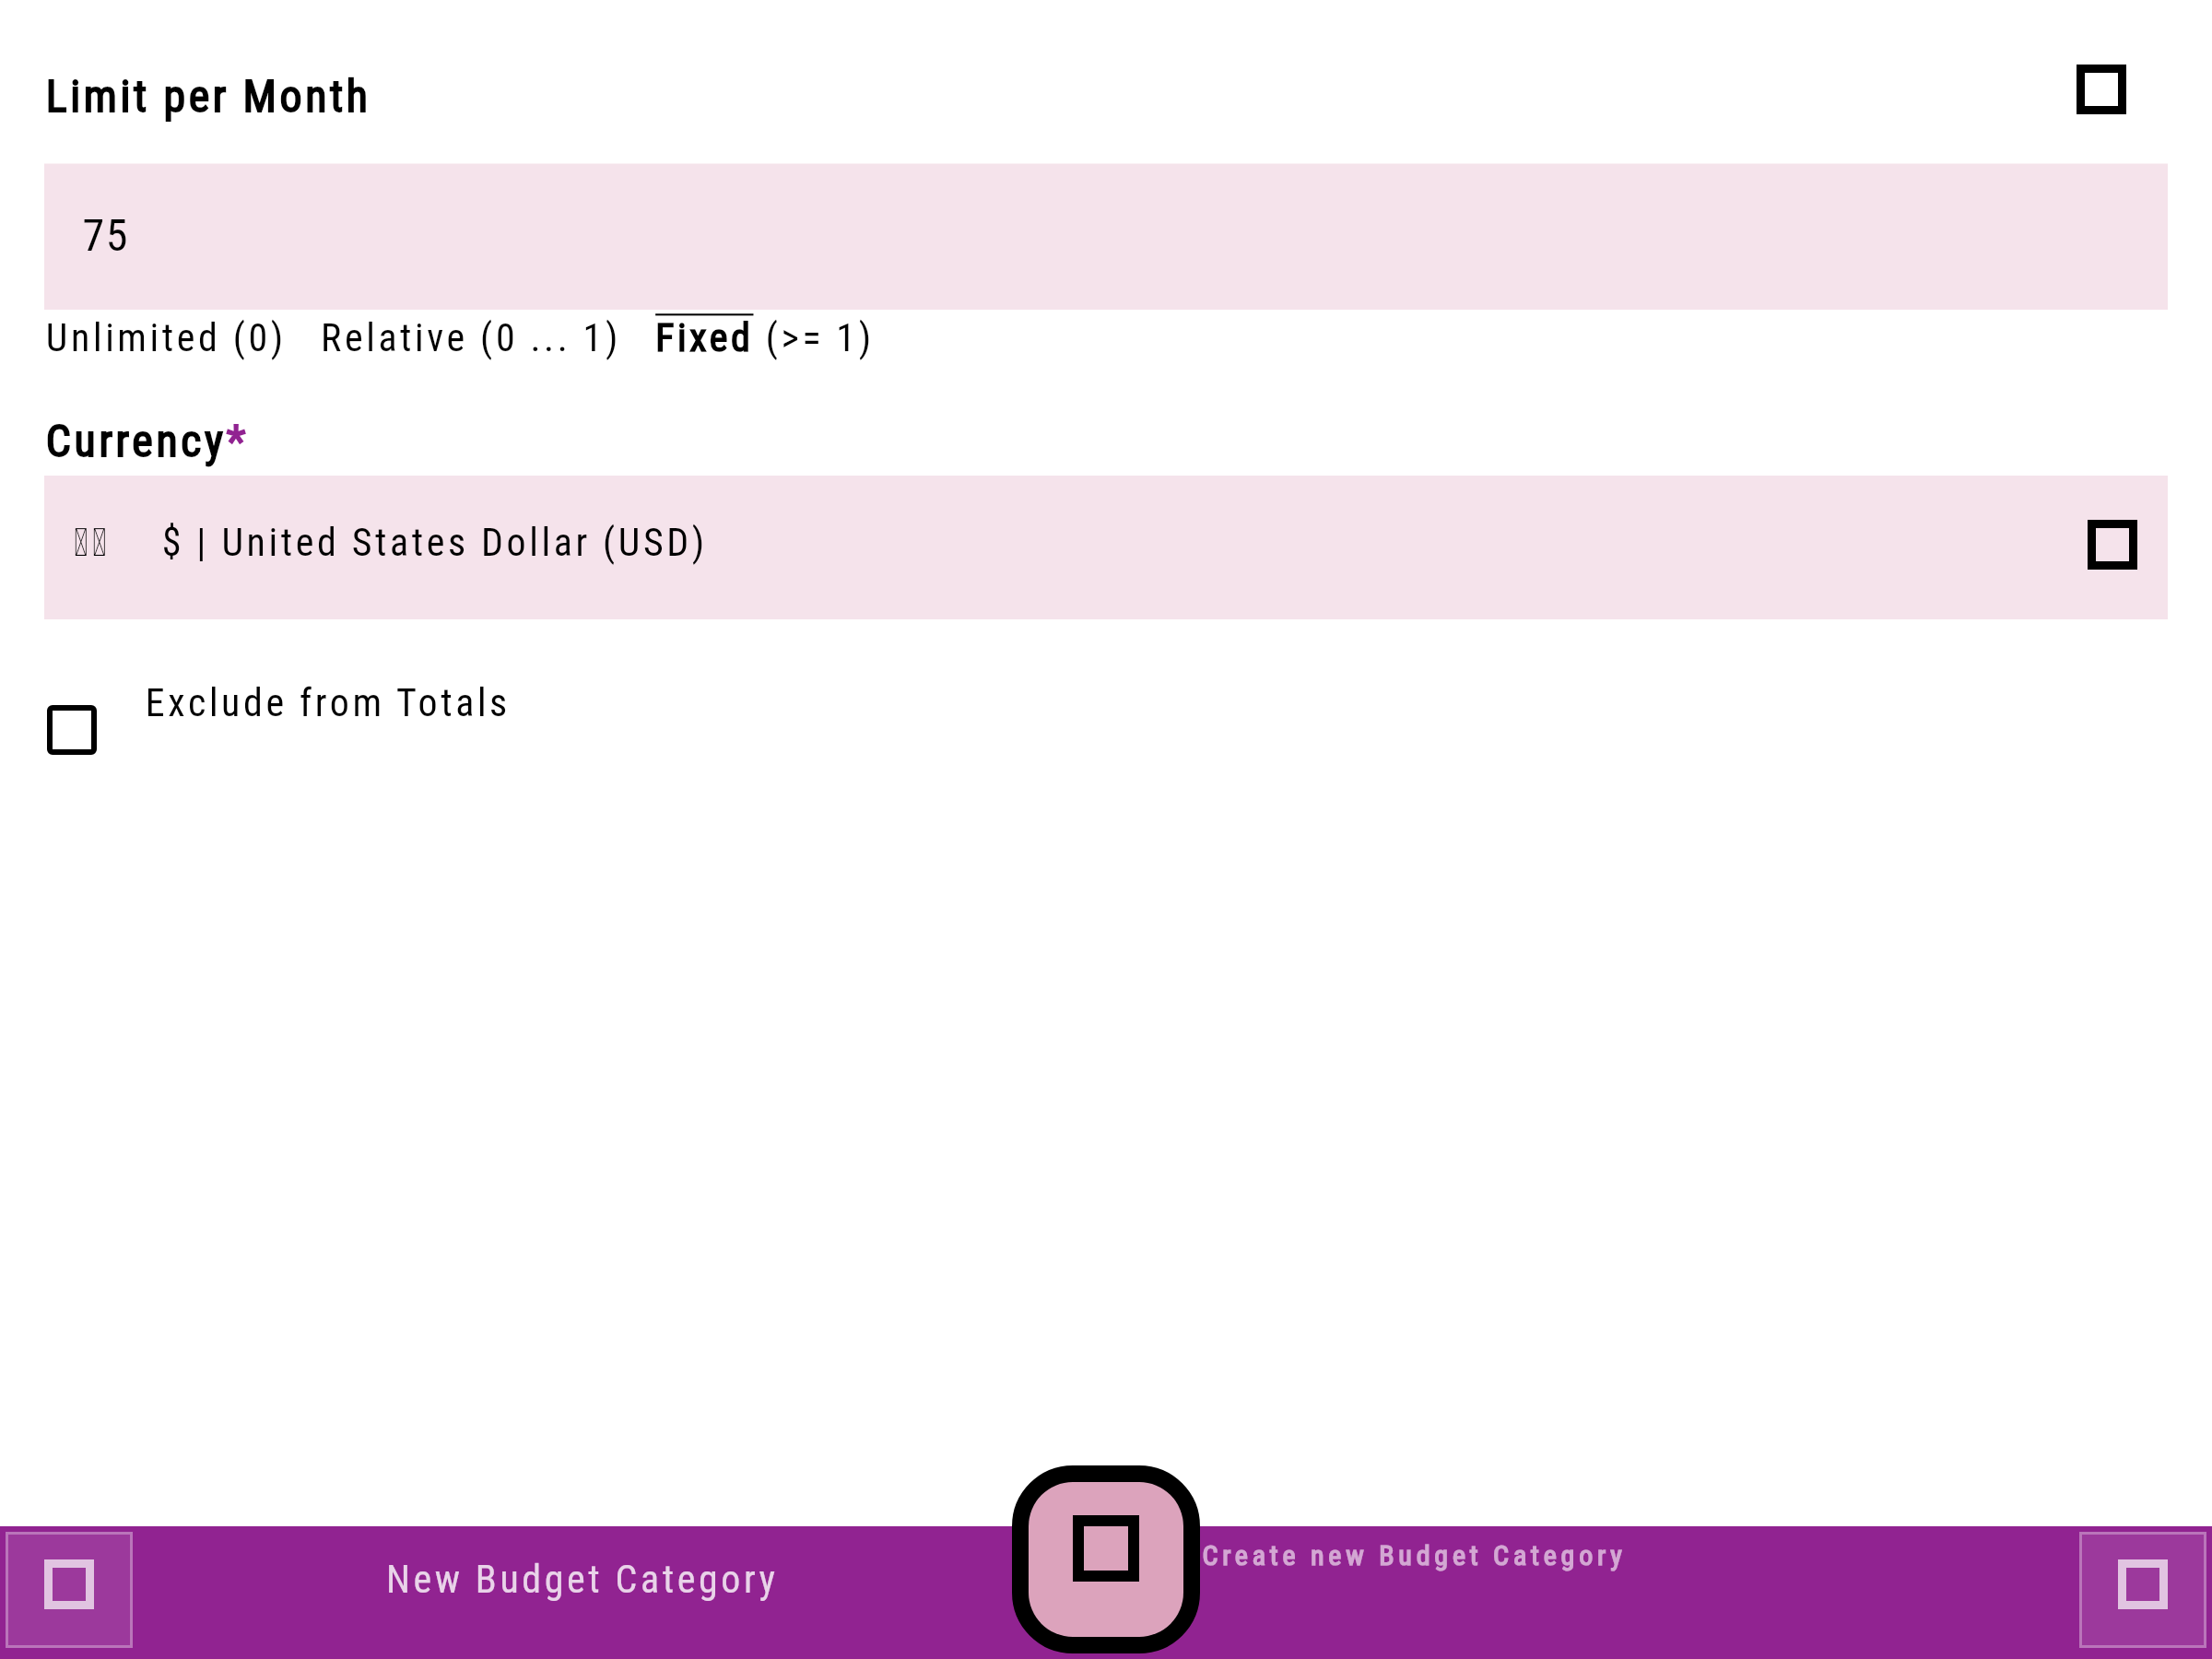 Limit per Month
75
Unlimited (0) Relative (0 ... 1) Fixed (>= 1)
Currency*
$ | United States Dollar (USD)
Exclude from Totals
New Budget Category
Create new Budget Category